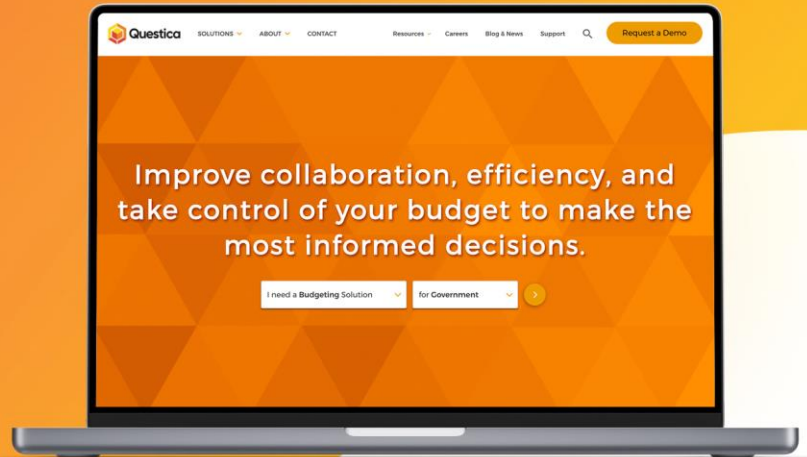 Questica SOLUTIONS ABOUT CONTACT Resources Careers Blog & News Support Request a Demo
Improve collaboration, efficiency, and
take control of your budget to make the
most informed decisions.
I need a Budgeting Solution for Government